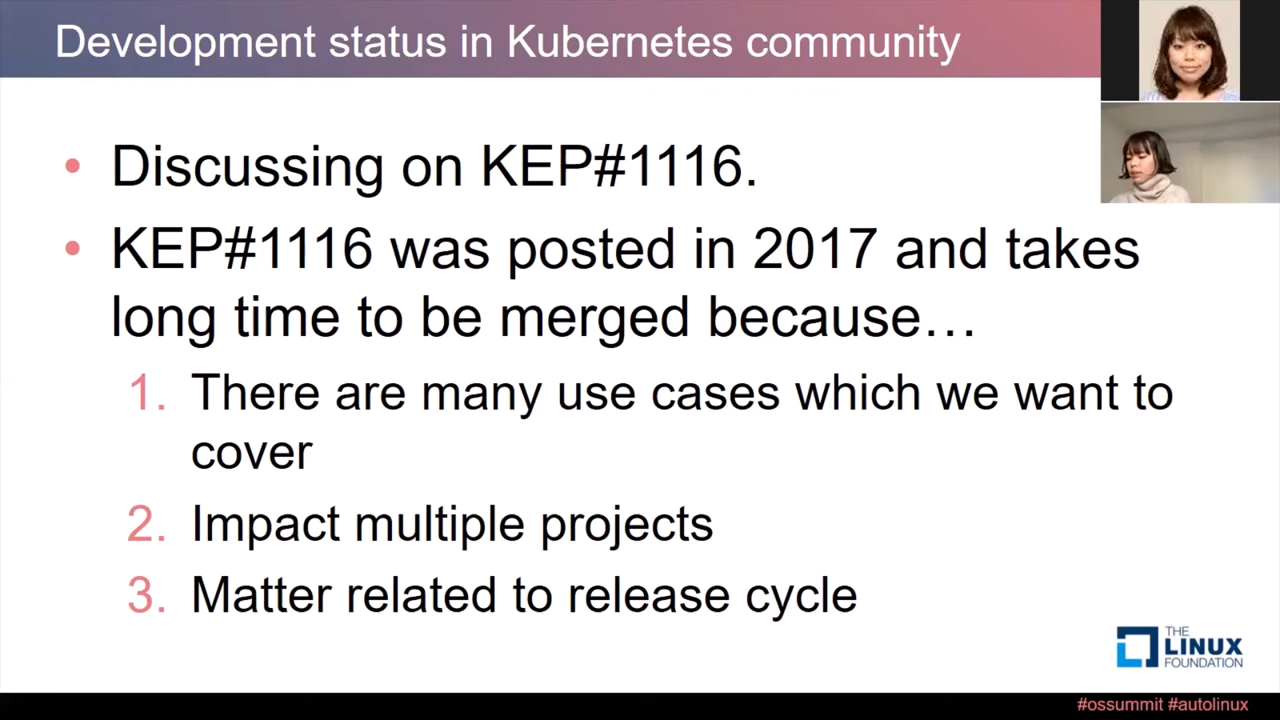 Development status in Kubernetes community
• Discussing on KEP#1116.
• KEP#1116 was posted in 2017 and takes
long time to be merged because…
1. There are many use cases which we want to
cover
2. Impact multiple projects
3. Matter related to release cycle
THE
LINUX
FOUNDATION
#ossummit #autolinux